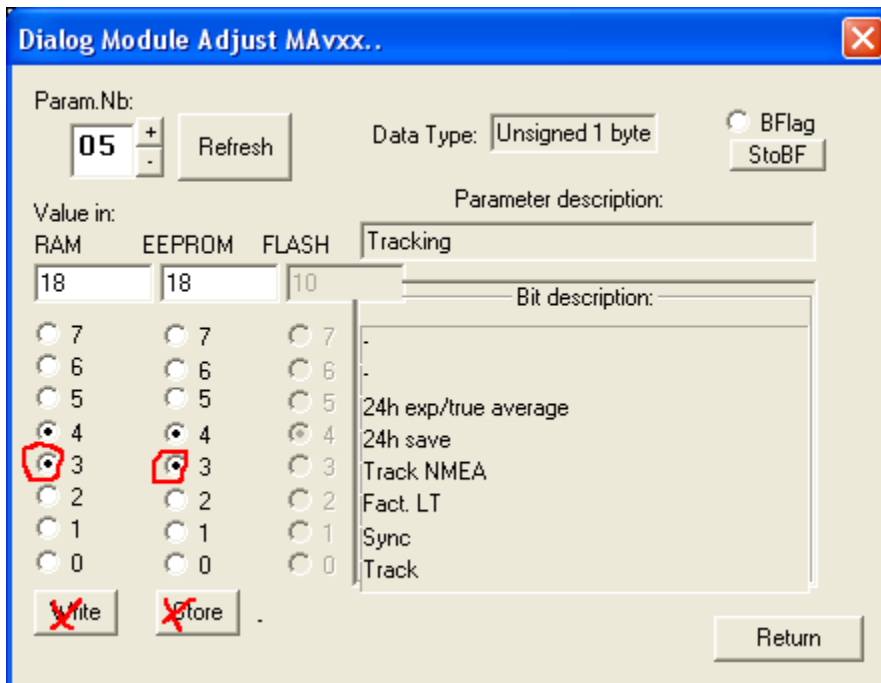 Dialog Module Adjust MAvxx..
Param.Nb:
05
+
-
Refresh
Data Type:
Unsigned 1 byte
BFlag
StoBF
Value in:
Parameter description:
RAM
EEPROM
FLASH
Tracking
18
18
10
Bit description:
7 7 7 -
6 6 6 -
5 5 5 24h exp/true average
4 4 4 24h save
3 3 3 Track NMEA
2 2 2 Fact. LT
1 1 1 Sync
0 0 0 Track
Write
Store
.
Return